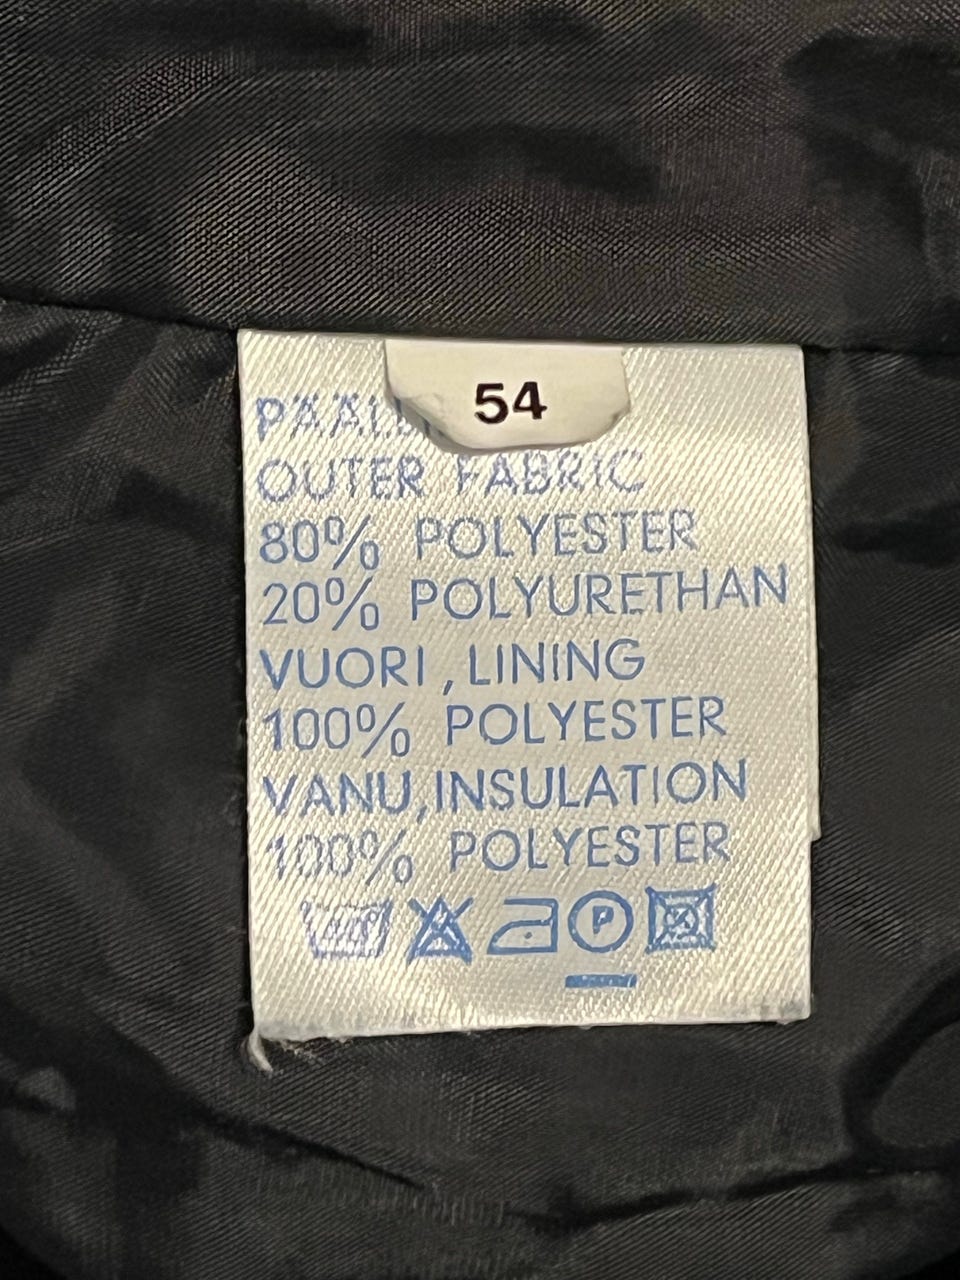 54
OUTER FABRIC
80% POLYESTER
20% POLYURETHAN
VUORI, LINING
100% POLYESTER
VANU, INSULATION
100% POLYESTER
P